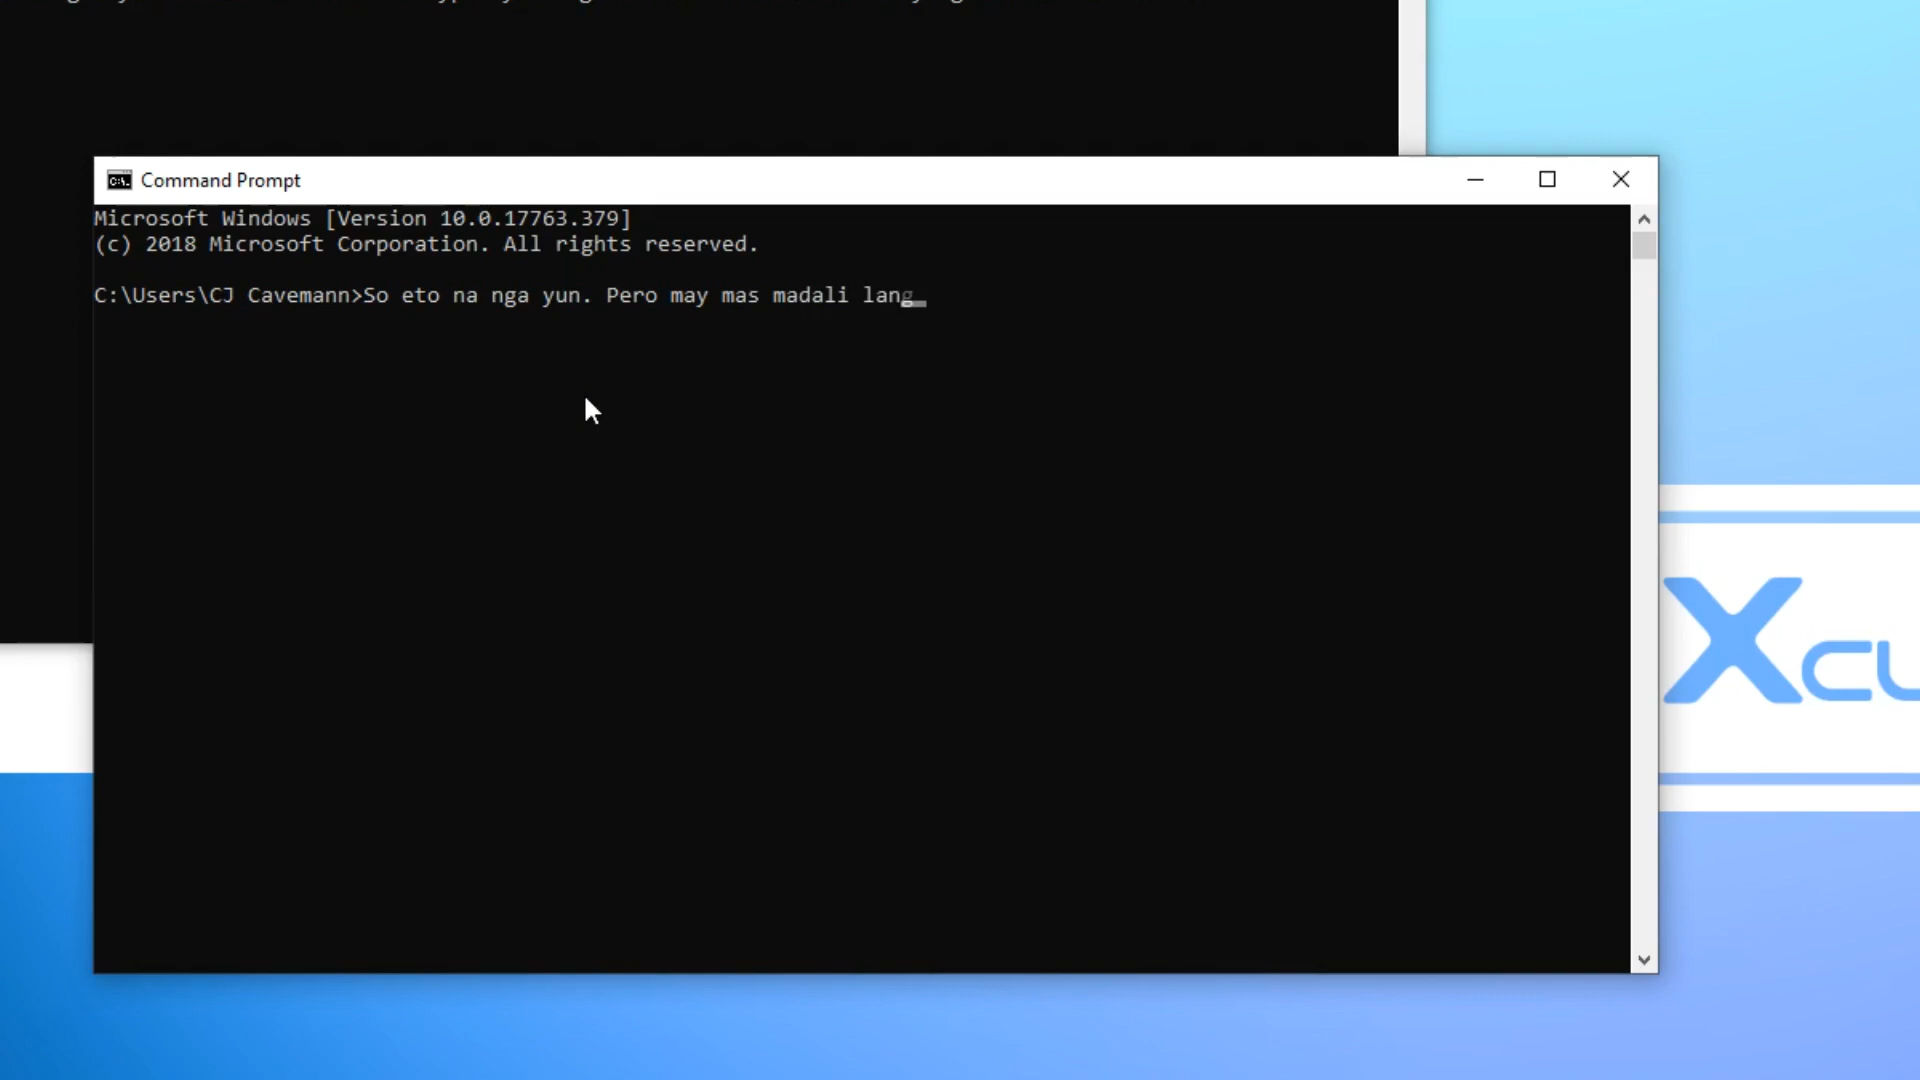 Command Prompt
Microsoft Windows [Version 10.0.17763.379]
(c) 2018 Microsoft Corporation. All rights reserved.
C:\Users\CJ Cavemann>So eto na nga yun. Pero may mas madali lang_